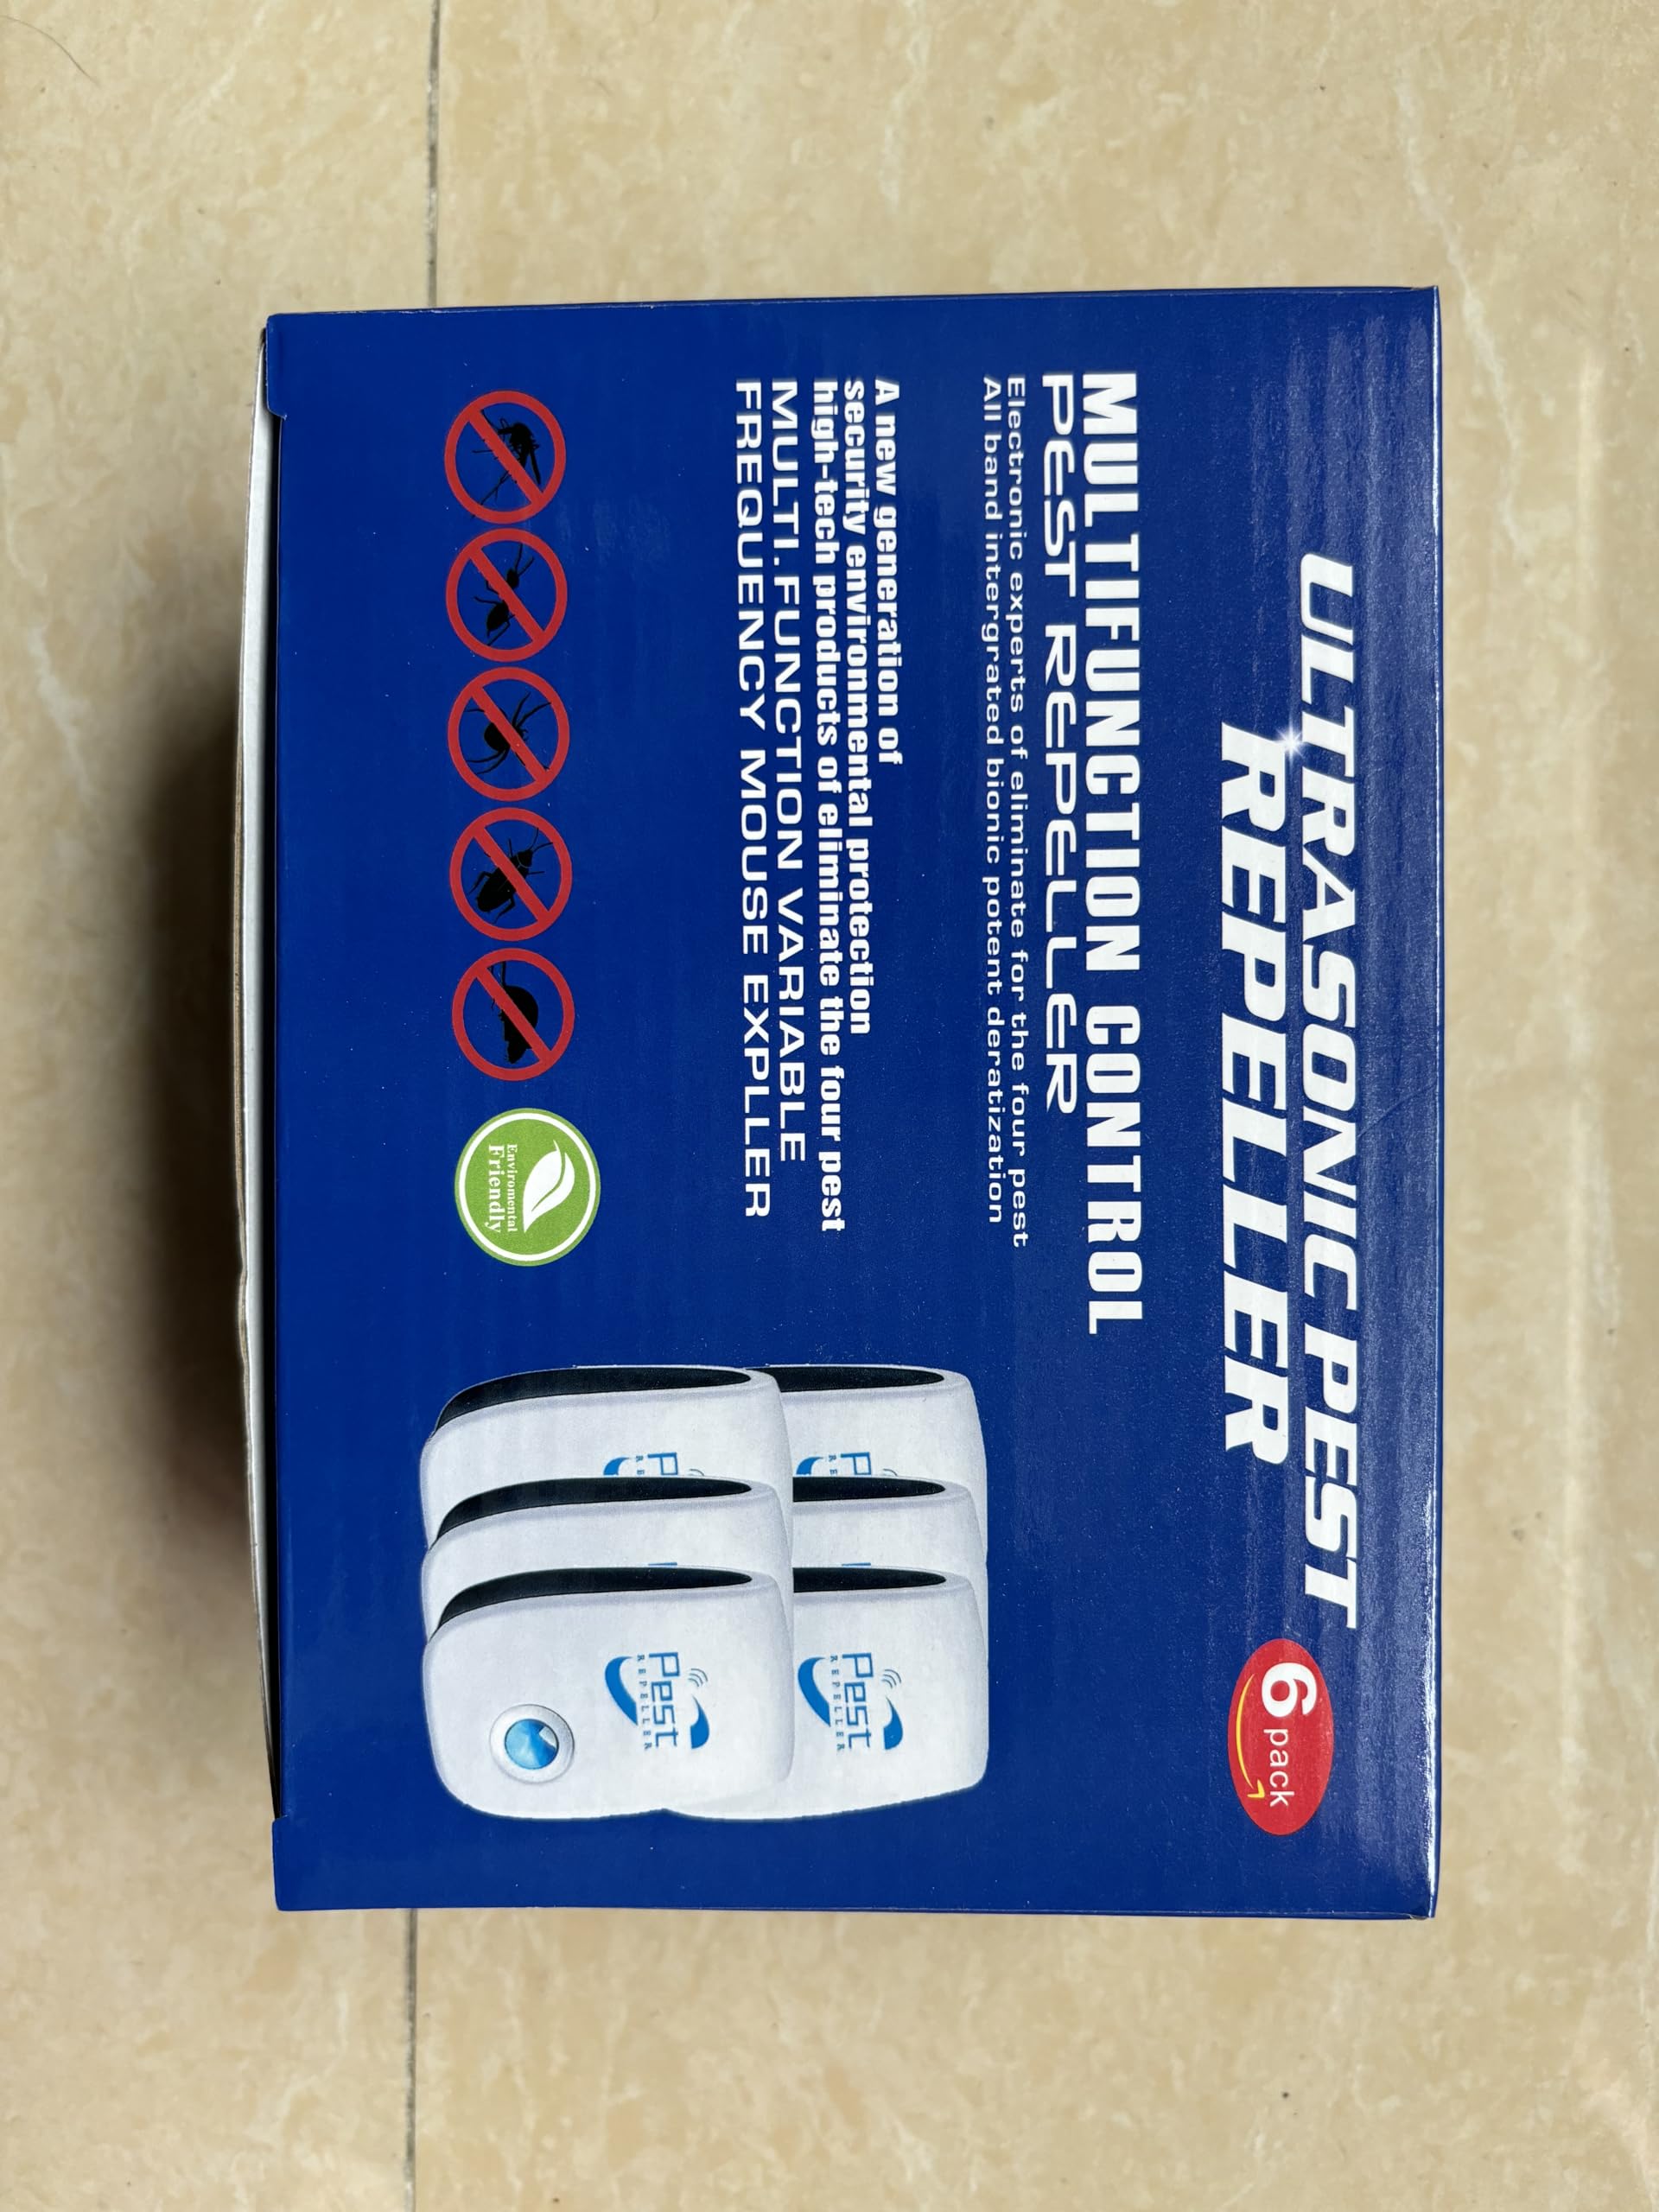 ULTRASONIC PEST
REPELLER
6 pack
MULTIFUNCTION CONTROL
PEST REPELLER
Electronic experts of eliminate for the four pest
All band intergrated bionic potent deratization
A new generation of
security environmental protection
high-tech products of eliminate the four pest
MULTI. FUNCTION VARIABLE
FREQUENCY MOUSE EXPLLER
Enviromental
Friendly
P
R
P
R
Pest
REPELLER
Pest
REPELLER